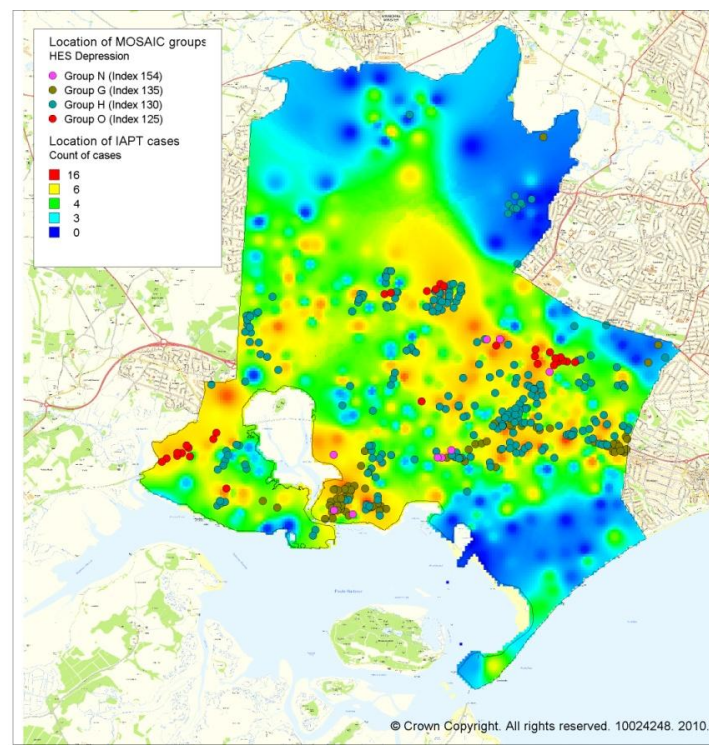 Location of MOSAIC groups
HES Depression
Group N (Index 154)
Group G (Index 135)
Group H (Index 130)
Group O (Index 125)
Location of IAPT cases
Count of cases
16
6
4
3
0
© Crown Copyright. All rights reserved. 10024248. 2010.